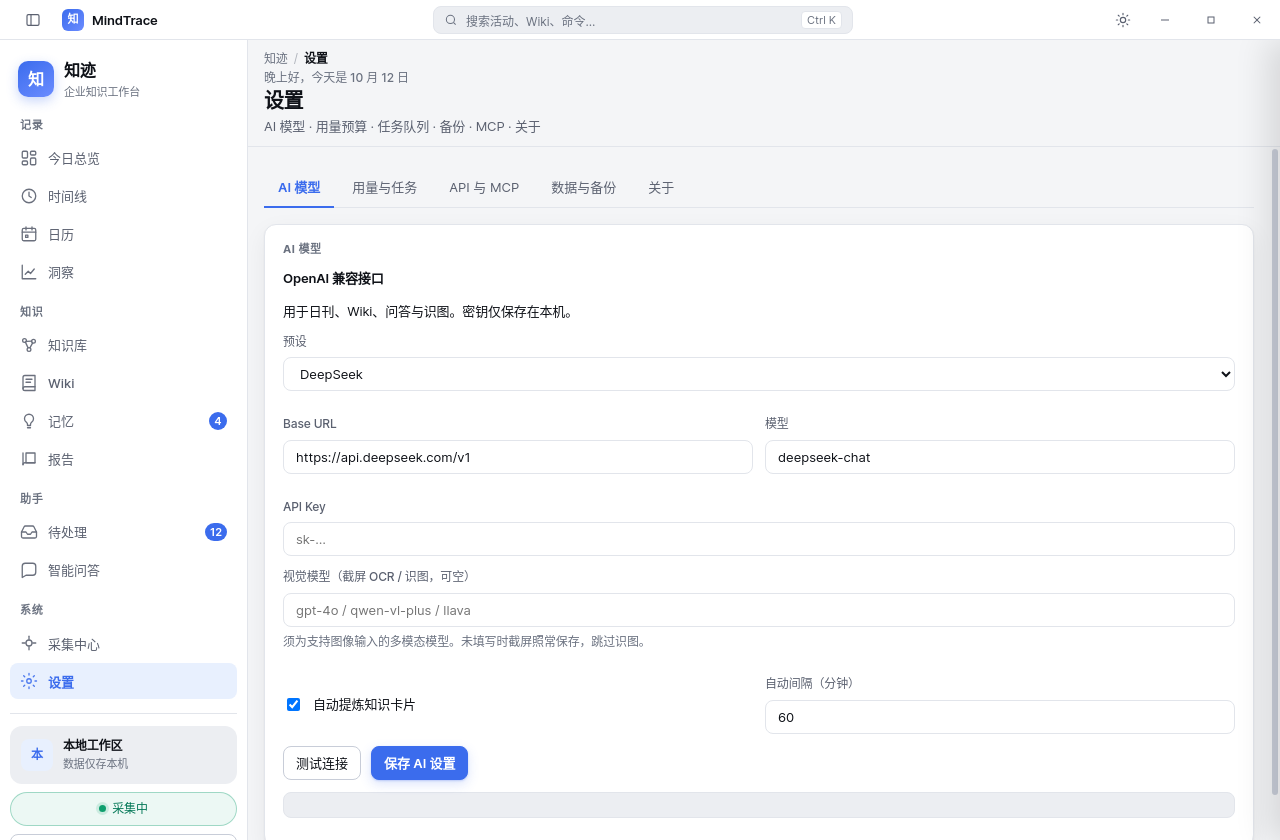 知 MindTrace
搜索活动、Wiki、命令... Ctrl K
知 知迹
企业知识工作台
记录
今日总览
时间线
日历
洞察
知识
知识库
Wiki
记忆 4
报告
助手
待处理 12
智能问答
系统
采集中心
设置
本 本地工作区
数据仅存本机
采集中
知迹 / 设置
晚上好，今天是 10 月 12 日
设置
AI 模型 · 用量预算 · 任务队列 · 备份 · MCP · 关于
AI 模型 用量与任务 API 与 MCP 数据与备份 关于
AI 模型
OpenAI 兼容接口
用于日刊、Wiki、问答与识图。密钥仅保存在本机。
预设
DeepSeek
Base URL 模型
https://api.deepseek.com/v1 deepseek-chat
API Key
sk-...
视觉模型（截屏 OCR / 识图，可空）
gpt-4o / qwen-vl-plus / llava
须为支持图像输入的多模态模型。未填写时截屏照常保存，跳过识图。
自动间隔（分钟）
自动提炼知识卡片 60
测试连接 保存 AI 设置